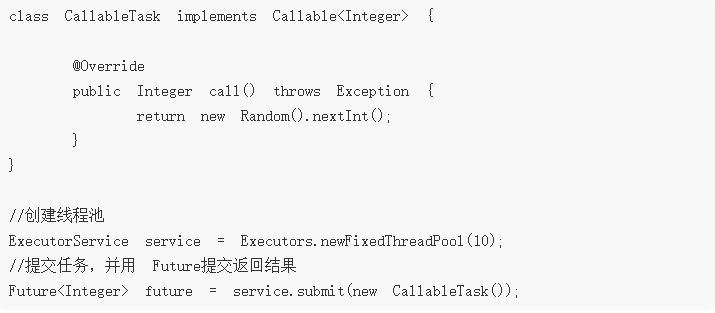 class CallableTask implements Callable<Integer> {
@Override
public Integer call() throws Exception {
return new Random().nextInt();
}
}
//创建线程池
ExecutorService service = Executors.newFixedThreadPool(10);
//提交任务，并用 Future提交返回结果
Future<Integer> future = service.submit(new CallableTask());